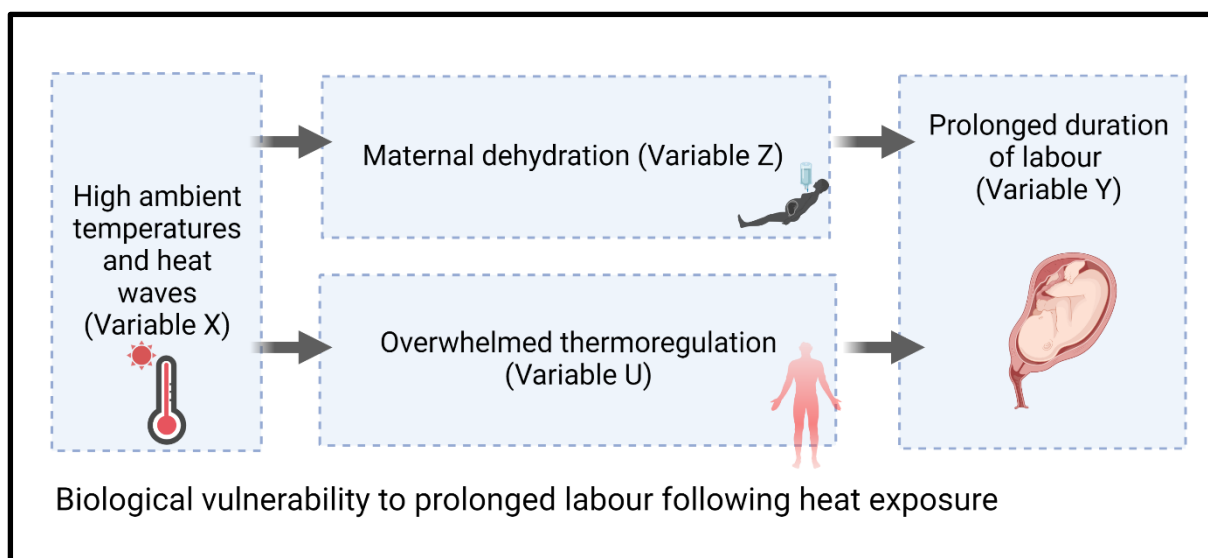 High ambient
temperatures
and heat
waves
(Variable X)
Maternal dehydration (Variable Z)
Overwhelmed thermoregulation
(Variable U)
Prolonged duration
of labour
(Variable Y)
Biological vulnerability to prolonged labour following heat exposure